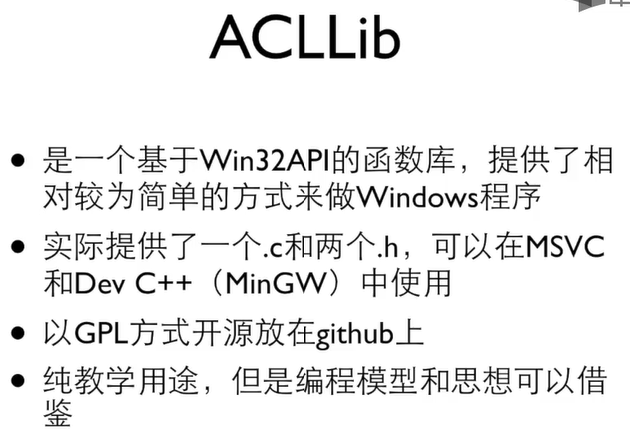 ACLLib
• 是一个基于Win32API的函数库，提供了相
对较为简单的方式来做Windows程序
• 实际提供了一个.c和两个.h，可以在MSVC
和Dev C++（MinGW）中使用
• 以GPL方式开源放在github上
• 纯教学用途，但是编程模型和思想可以借
鉴